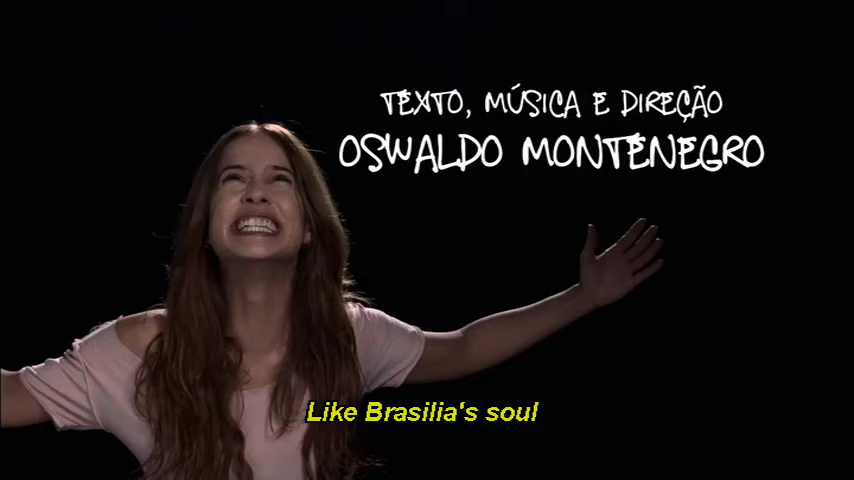 TEXTO, MÚSICA E DIREÇÃO
OSWALDO MONTENEGRO
Like Brasilia's soul